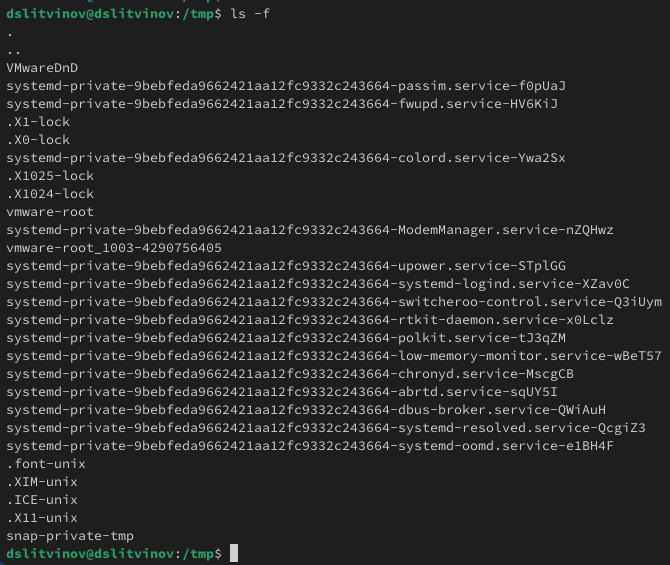 dslitvinov@dslitvinov:/tmp$ ls -f
.
..
VMwareDnD
systemd-private-9bebfeda9662421aa12fc9332c243664-passim.service-f0pUaJ
systemd-private-9bebfeda9662421aa12fc9332c243664-fwupd.service-HV6KiJ
.X1-lock
.X0-lock
systemd-private-9bebfeda9662421aa12fc9332c243664-colord.service-Ywa2Sx
.X1025-lock
.X1024-lock
vmware-root
systemd-private-9bebfeda9662421aa12fc9332c243664-ModemManager.service-nZQHwz
vmware-root_1003-4290756405
systemd-private-9bebfeda9662421aa12fc9332c243664-upower.service-STplGG
systemd-private-9bebfeda9662421aa12fc9332c243664-systemd-logind.service-XZav0C
systemd-private-9bebfeda9662421aa12fc9332c243664-switcheroo-control.service-Q3iUym
systemd-private-9bebfeda9662421aa12fc9332c243664-rtkit-daemon.service-x0Lclz
systemd-private-9bebfeda9662421aa12fc9332c243664-polkit.service-tJ3qZM
systemd-private-9bebfeda9662421aa12fc9332c243664-low-memory-monitor.service-wBeT57
systemd-private-9bebfeda9662421aa12fc9332c243664-chronyd.service-MscgCB
systemd-private-9bebfeda9662421aa12fc9332c243664-abrtd.service-sqUY5I
systemd-private-9bebfeda9662421aa12fc9332c243664-dbus-broker.service-QWiAuH
systemd-private-9bebfeda9662421aa12fc9332c243664-systemd-resolved.service-QcgiZ3
systemd-private-9bebfeda9662421aa12fc9332c243664-systemd-oomd.service-e1BH4F
.font-unix
.XIM-unix
.ICE-unix
.X11-unix
snap-private-tmp
dslitvinov@dslitvinov:/tmp$